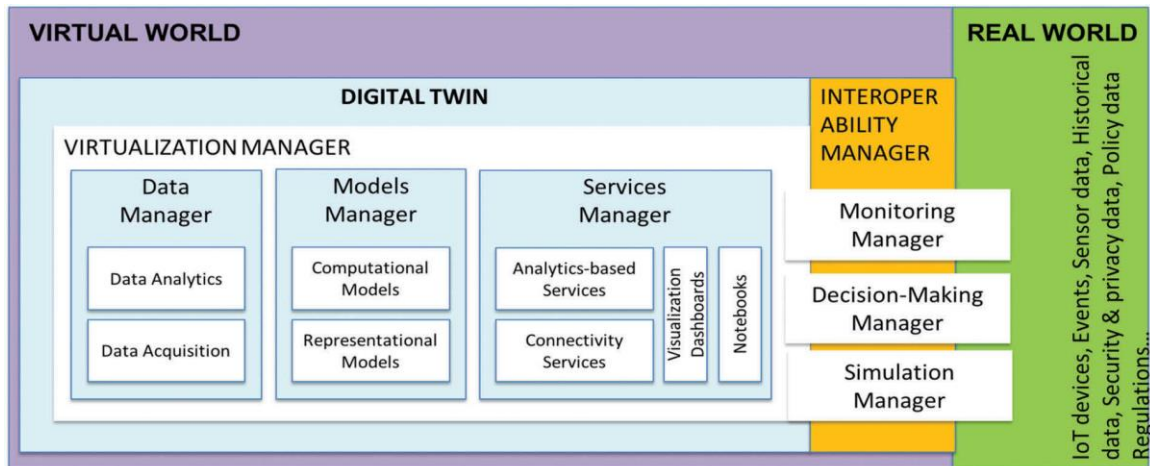 VIRTUAL WORLD
REAL WORLD
DIGITAL TWIN
INTEROPER
ABILITY
MANAGER
VIRTUALIZATION MANAGER
Data
Manager
Data Analytics
Data Acquisition
Models
Manager
Computational
Models
Representational
Models
Services
Manager
Analytics-based
Services
Connectivity
Services
Visualization
Dashboards
Notebooks
Monitoring
Manager
Decision-Making
Manager
Simulation
Manager
IoT devices, Events, Sensor data, Historical
data, Security & privacy data, Policy data
Regulations...